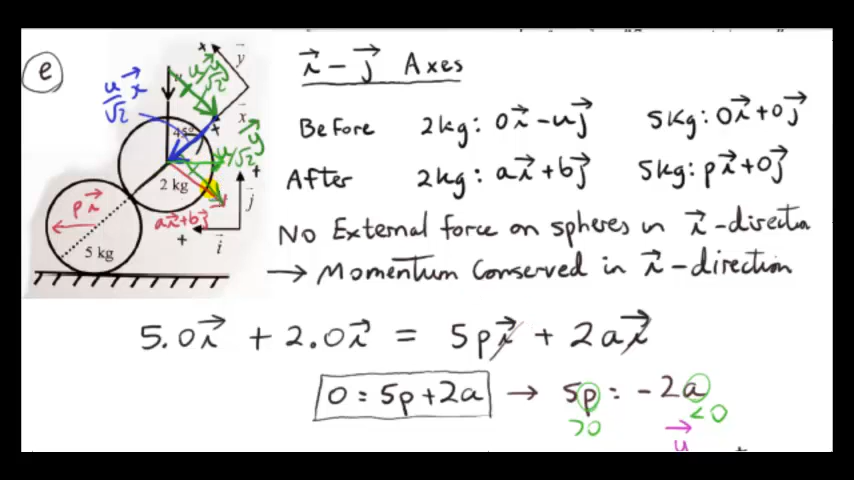 e
i - j Axes
Before 2kg: 0i - uj 5kg: 0i + 0j
After 2kg: ai + bj 5kg: pi + 0j
No External force on spheres in i-direction
→ Momentum Conserved in i-direction
5.0i + 2.0i = 5pi + 2ai
0 = 5p + 2a → 5p = -2a
>0 <0
u
u/√2 x
u/√2 y
y
x
45°
u/√2 y
2 kg
j
pi
ai+bj
i
5 kg